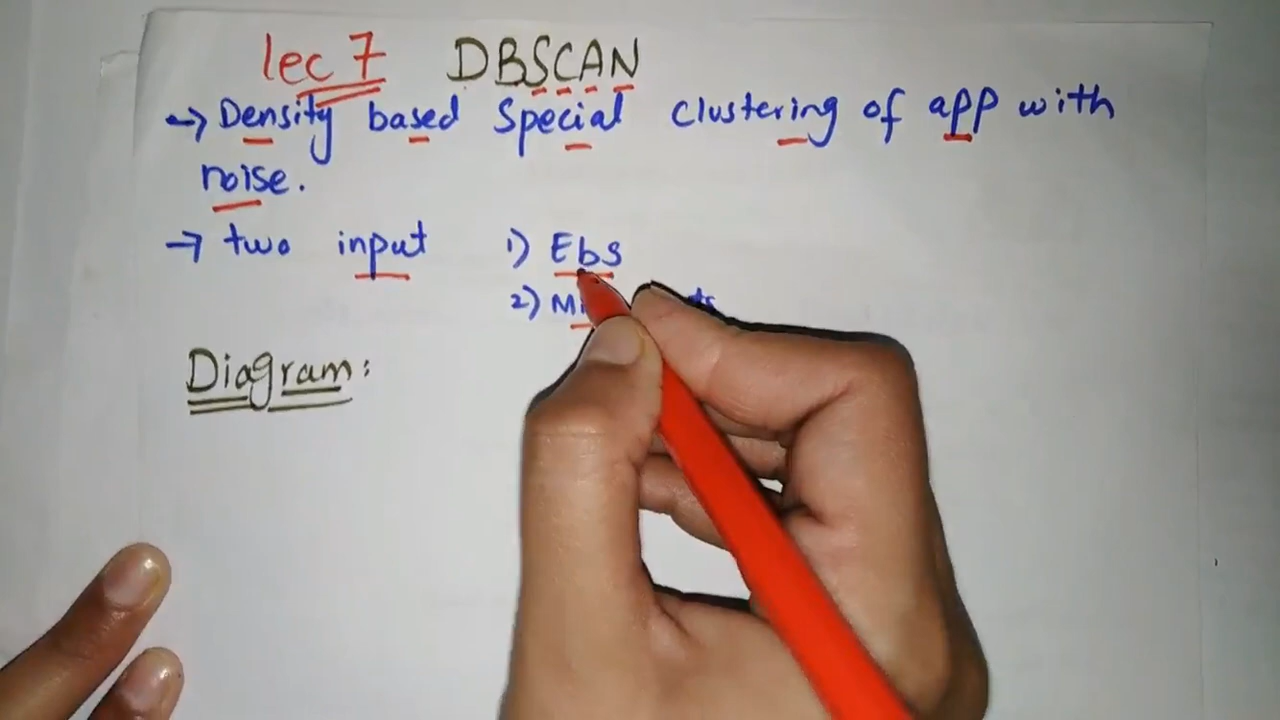 lec 7 DBSCAN
→ Density based Special clustering of app with
noise.
→ two input 1) Ebs
2)
Diagram: